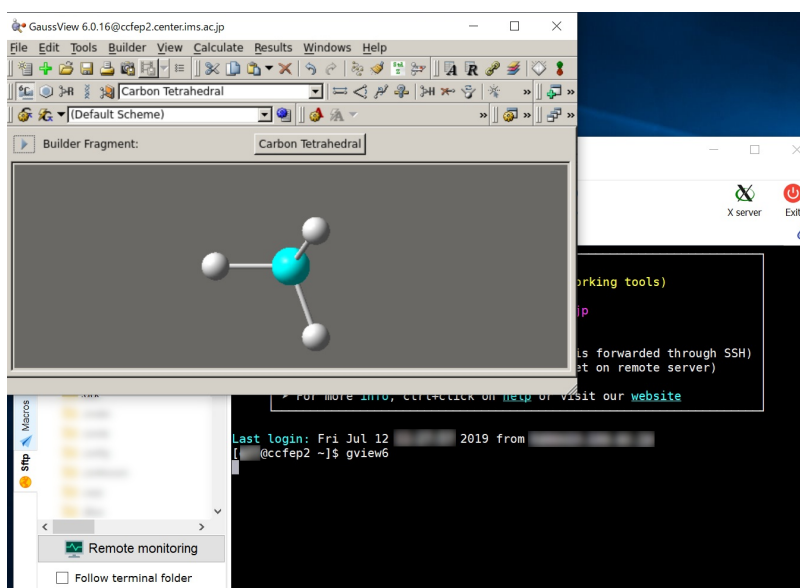 GaussView 6.0.16@ccfep2.center.ims.ac.jp
File Edit Tools Builder View Calculate Results Windows Help
Carbon Tetrahedral
(Default Scheme)
Builder Fragment: Carbon Tetrahedral
X server Exit
orking tools)
jp
is forwarded through SSH)
et on remote server)
➤ For more info, ctrl+click on help or visit our website
Macros
Sftp
Last login: Fri Jul 12 2019 from
[ @ccfep2 ~]$ gview6
Remote monitoring
Follow terminal folder